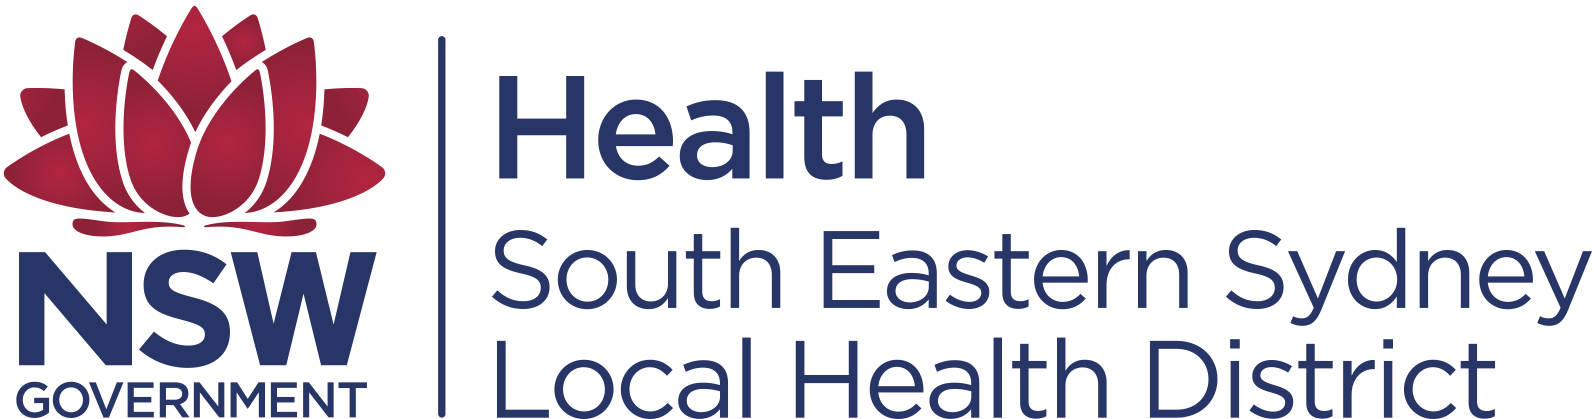 NSW
GOVERNMENT
Health
South Eastern Sydney
Local Health District